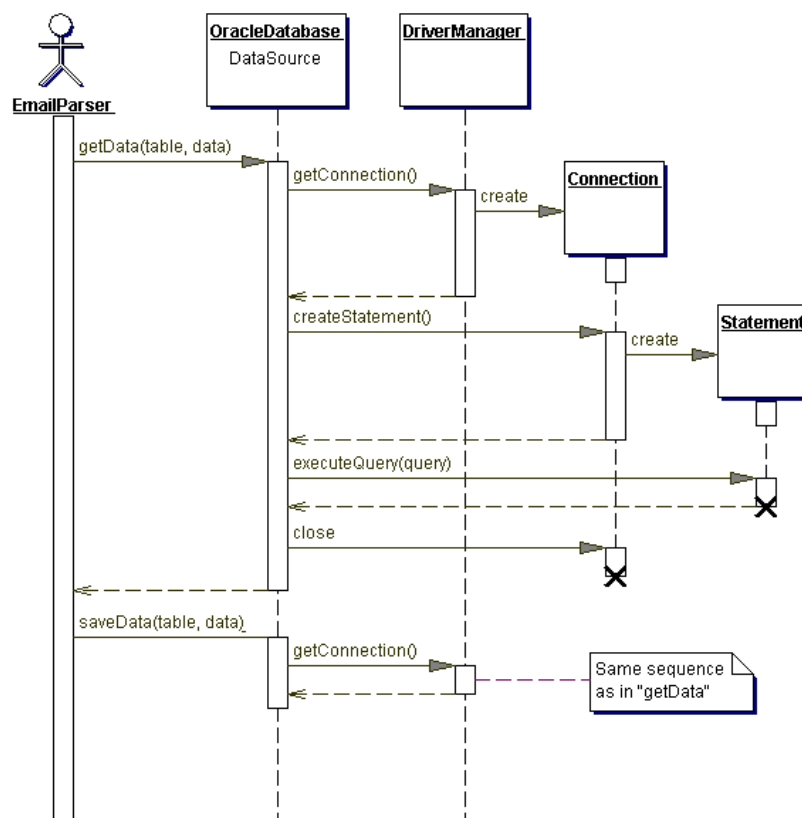 OracleDatabase
DataSource
DriverManager
EmailParser
getData(table, data)
getConnection()
Connection
create
createStatement()
Statement
create
executeQuery(query)
close
saveData(table, data)
getConnection()
Same sequence
as in "getData"